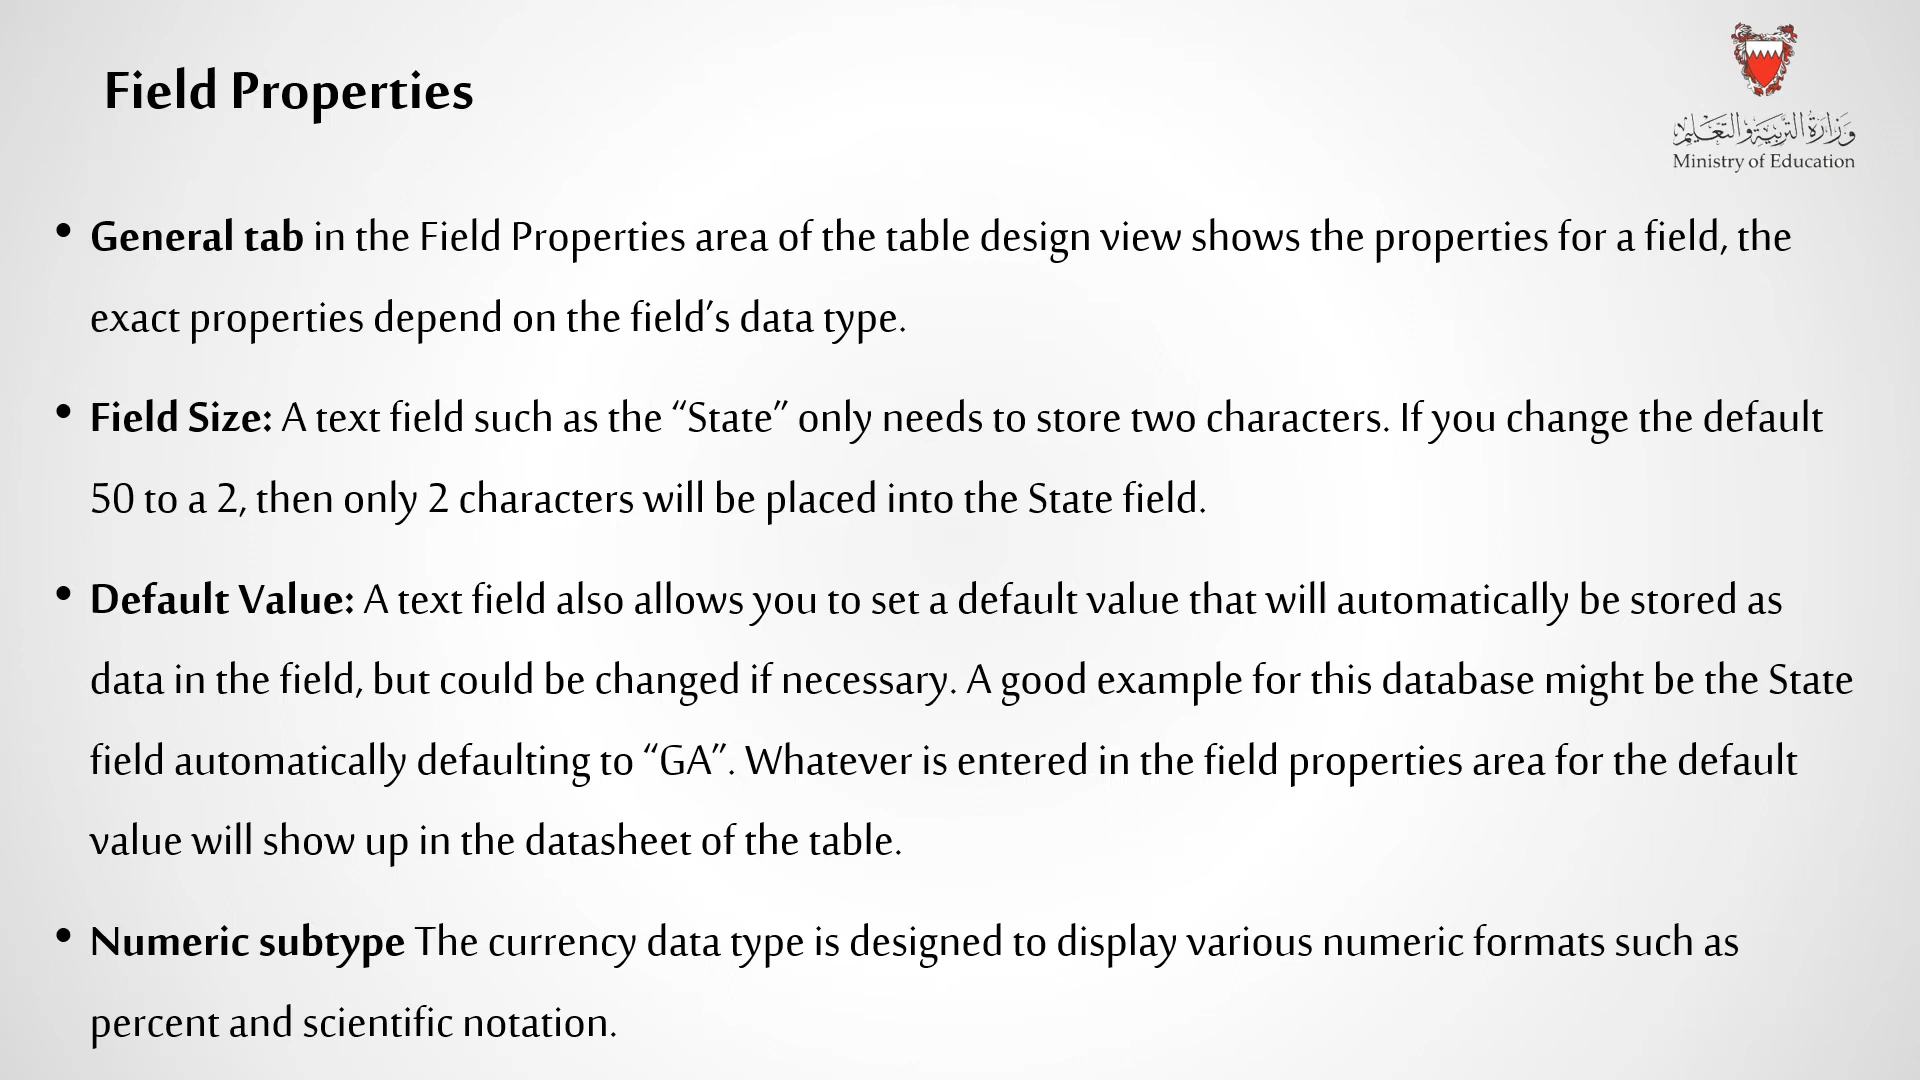 Field Properties
وزارة التربية والتعليم
Ministry of Education
• General tab in the Field Properties area of the table design view shows the properties for a field, the
exact properties depend on the field’s data type.
• Field Size: A text field such as the “State” only needs to store two characters. If you change the default
50 to a 2, then only 2 characters will be placed into the State field.
• Default Value: A text field also allows you to set a default value that will automatically be stored as
data in the field, but could be changed if necessary. A good example for this database might be the State
field automatically defaulting to “GA”. Whatever is entered in the field properties area for the default
value will show up in the datasheet of the table.
• Numeric subtype The currency data type is designed to display various numeric formats such as
percent and scientific notation.